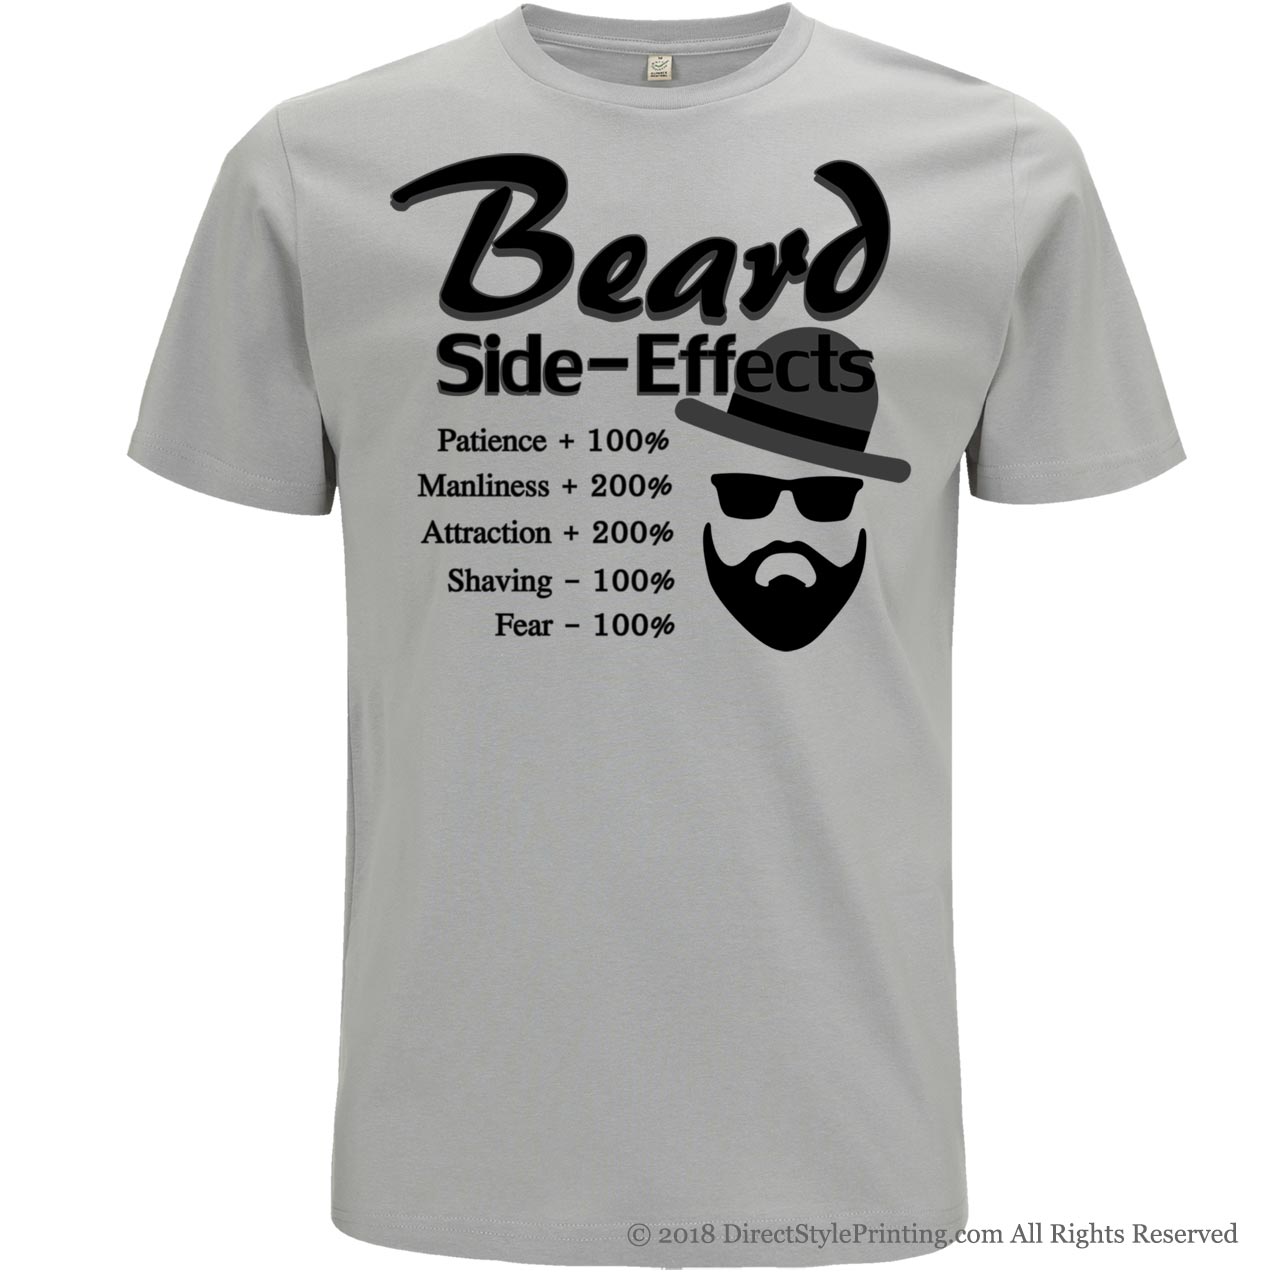 Beard
Side-Effects
Patience + 100%
Manliness + 200%
Attraction + 200%
Shaving - 100%
Fear - 100%
© 2018 DirectStylePrinting.com All Rights Reserved